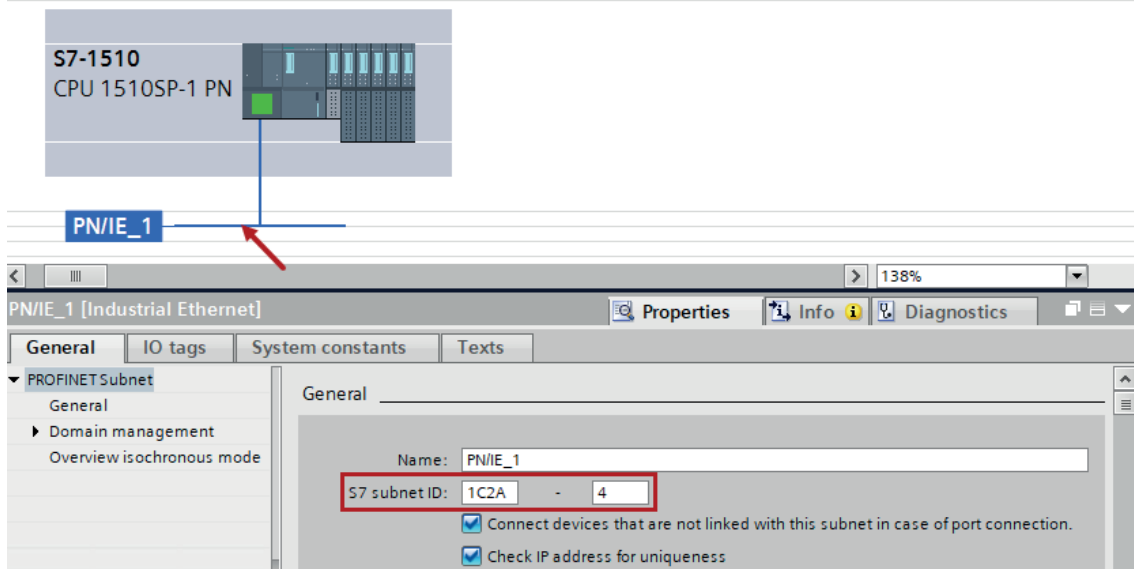 S7-1510
CPU 1510SP-1 PN
PN/IE_1
138%
PN/IE_1 [Industrial Ethernet]
Properties
Info
Diagnostics
General
IO tags
System constants
Texts
PROFINET Subnet
General
Domain management
Overview isochronous mode
General
Name: PN/IE_1
S7 subnet ID: 1C2A - 4
Connect devices that are not linked with this subnet in case of port connection.
Check IP address for uniqueness